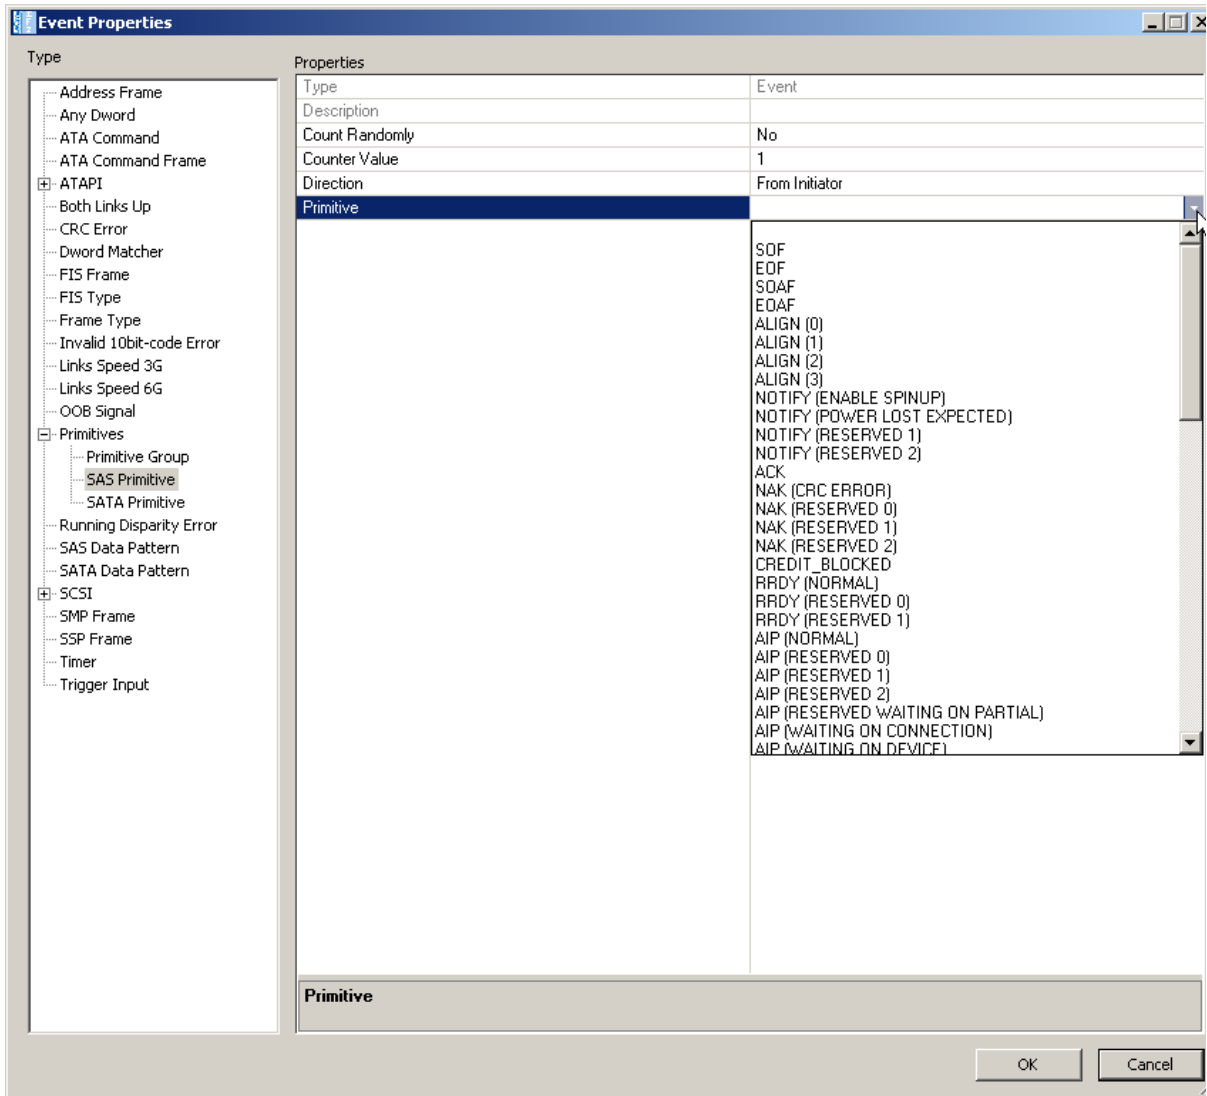 Event Properties
Type
Address Frame
Any Dword
ATA Command
ATA Command Frame
ATAPI
Both Links Up
CRC Error
Dword Matcher
FIS Frame
FIS Type
Frame Type
Invalid 10bit-code Error
Links Speed 3G
Links Speed 6G
OOB Signal
Primitives
Primitive Group
SAS Primitive
SATA Primitive
Running Disparity Error
SAS Data Pattern
SATA Data Pattern
SCSI
SMP Frame
SSP Frame
Timer
Trigger Input
Properties
Type Event
Description
Count Randomly No
Counter Value 1
Direction From Initiator
Primitive
SOF
EOF
SOAF
EOAF
ALIGN (0)
ALIGN (1)
ALIGN (2)
ALIGN (3)
NOTIFY (ENABLE SPINUP)
NOTIFY (POWER LOST EXPECTED)
NOTIFY (RESERVED 1)
NOTIFY (RESERVED 2)
ACK
NAK (CRC ERROR)
NAK (RESERVED 0)
NAK (RESERVED 1)
NAK (RESERVED 2)
CREDIT_BLOCKED
RRDY (NORMAL)
RRDY (RESERVED 0)
RRDY (RESERVED 1)
AIP (NORMAL)
AIP (RESERVED 0)
AIP (RESERVED 1)
AIP (RESERVED 2)
AIP (RESERVED WAITING ON PARTIAL)
AIP (WAITING ON CONNECTION)
AIP (WAITING ON DEVICE)
Primitive
OK Cancel